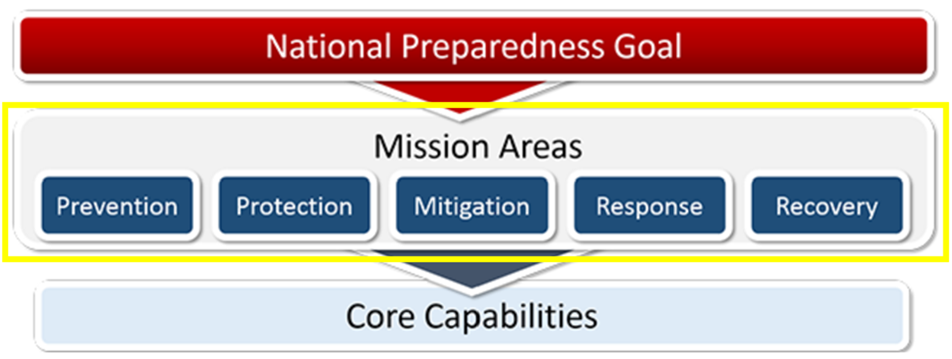 National Preparedness Goal
Mission Areas
Prevention Protection Mitigation Response Recovery
Core Capabilities